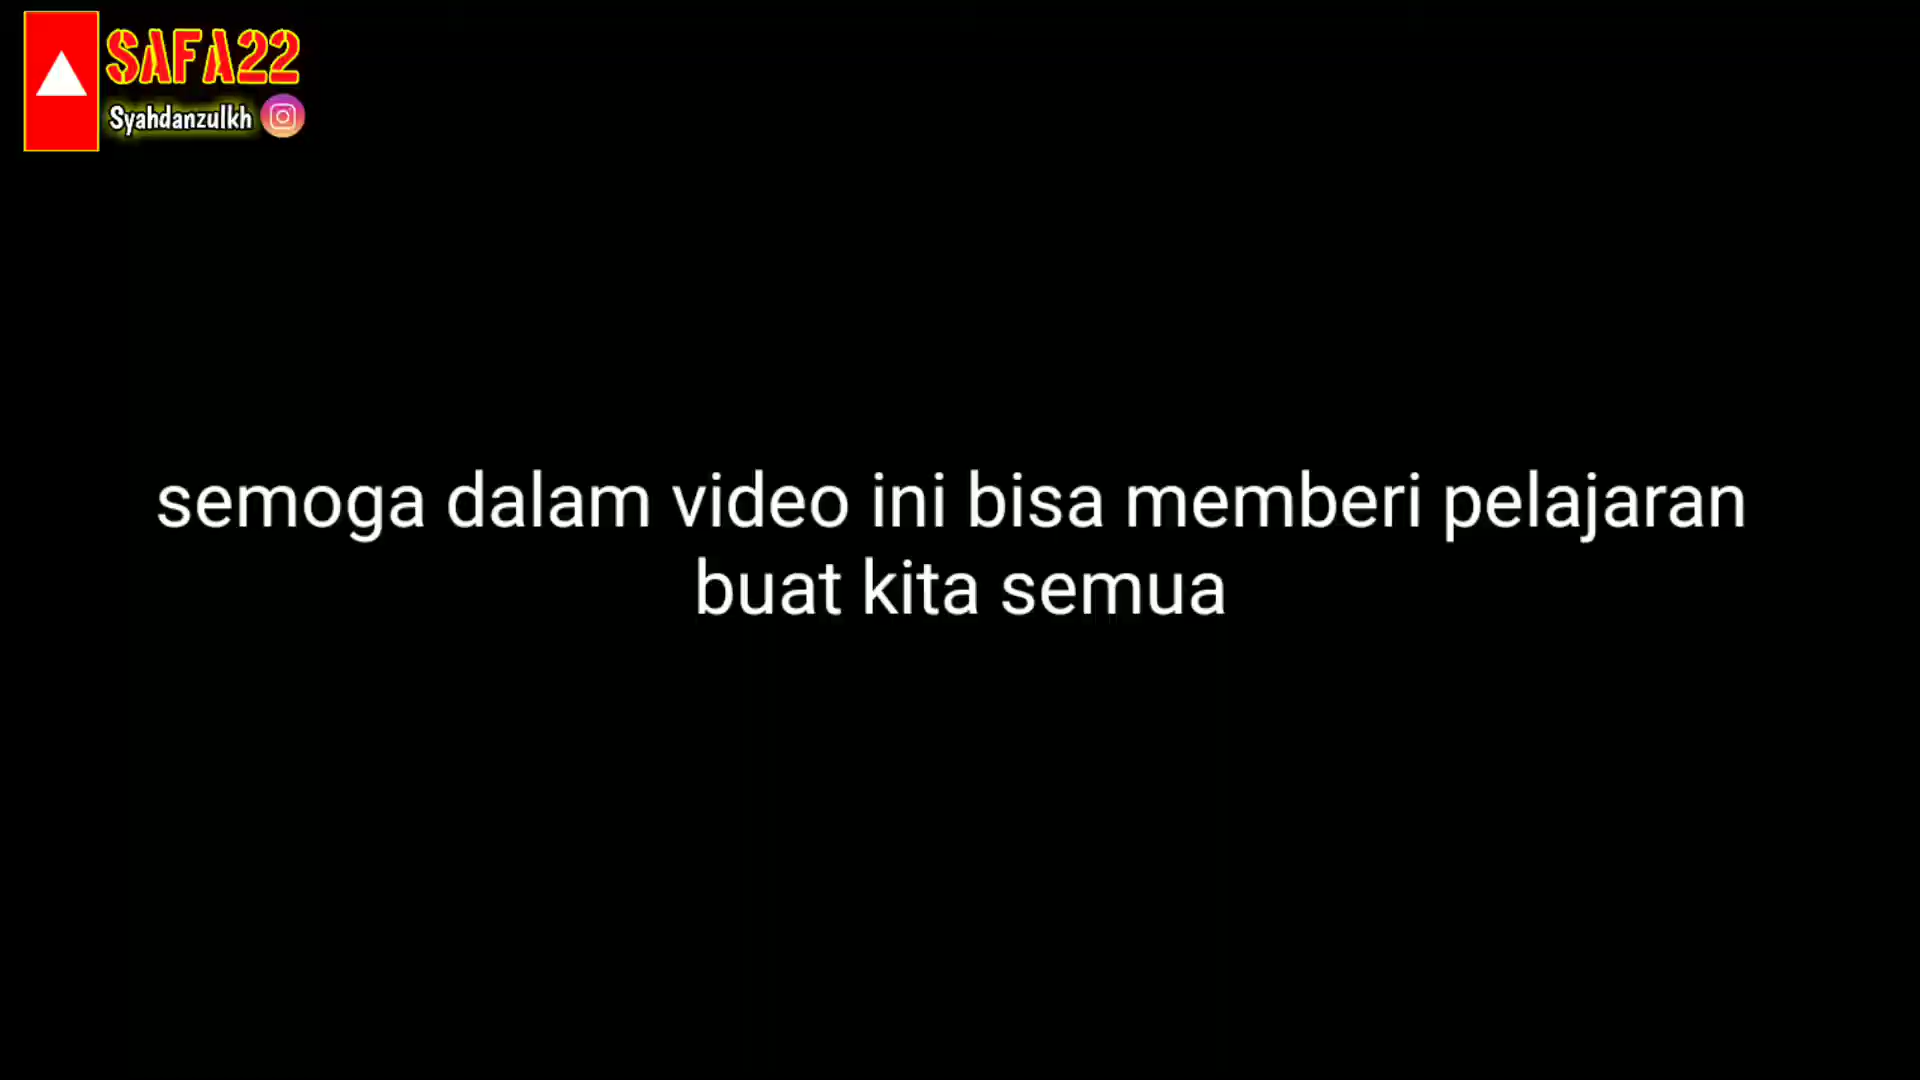 SAFA22
Syahdanzulkh
semoga dalam video ini bisa memberi pelajaran
buat kita semua